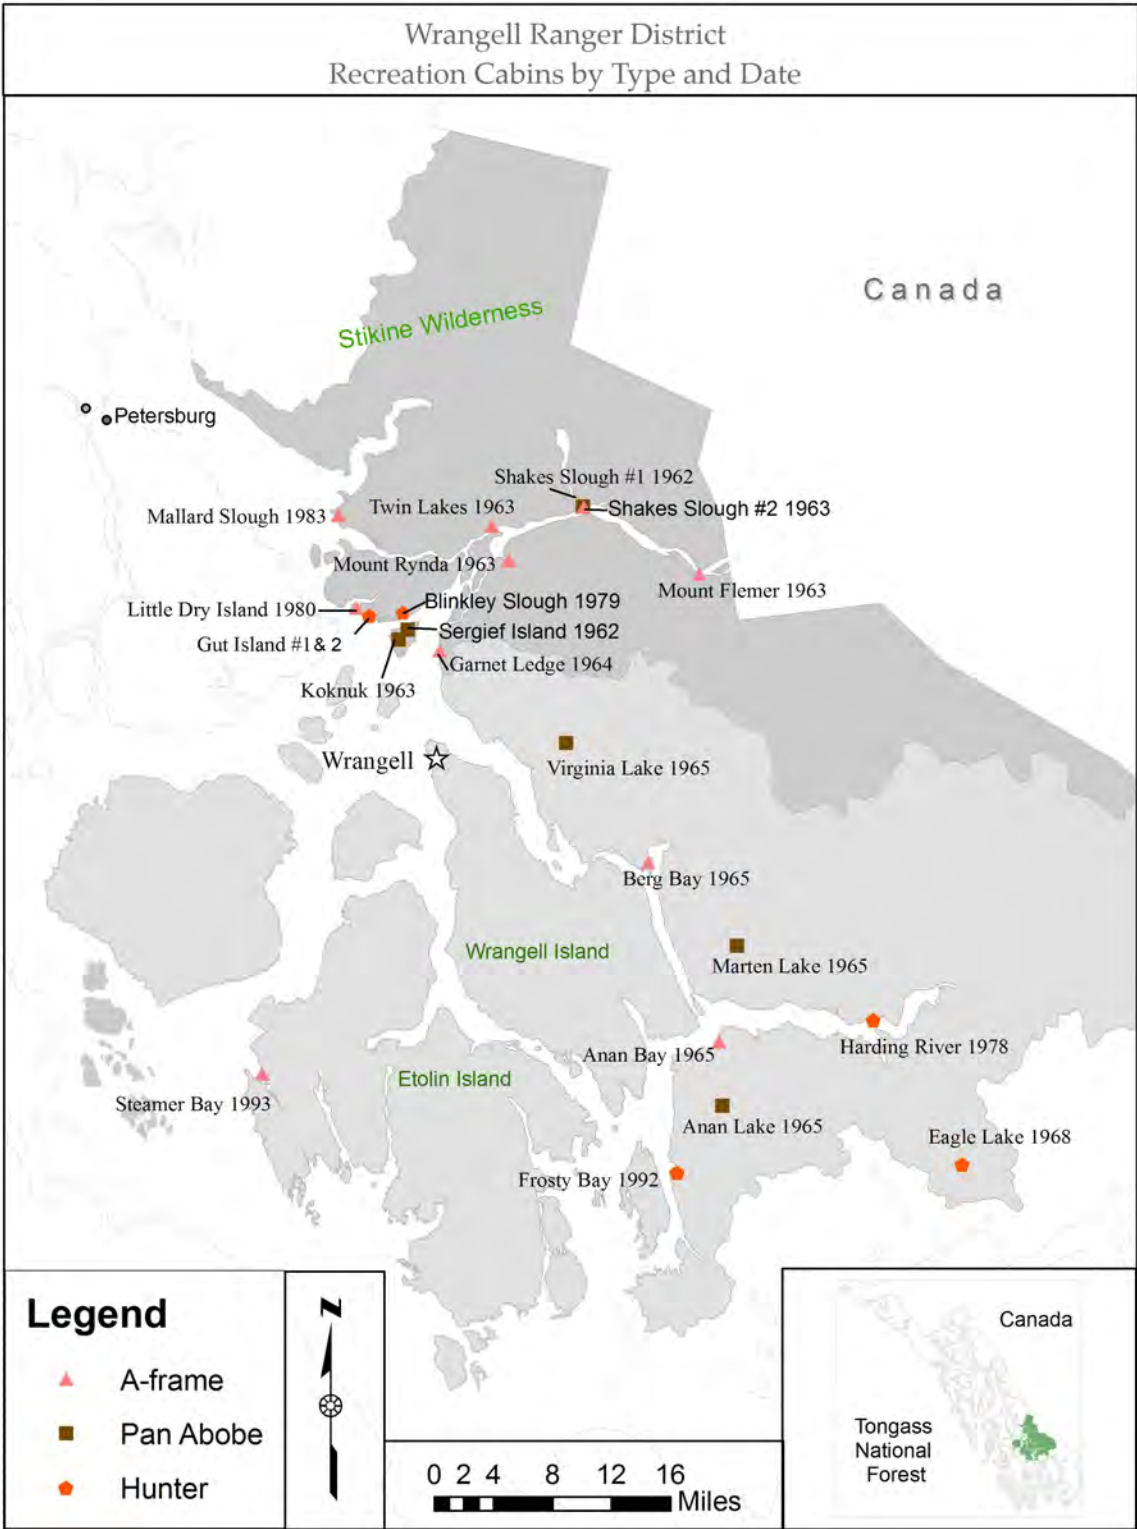 Wrangell Ranger District
Recreation Cabins by Type and Date
Canada
Stikine Wilderness
Petersburg
Shakes Slough #1 1962
Twin Lakes 1963
Shakes Slough #2 1963
Mallard Slough 1983
Mount Rynda 1963
Mount Flemer 1963
Little Dry Island 1980
Blinkley Slough 1979
Sergief Island 1962
Gut Island #1& 2
Garnet Ledge 1964
Koknuk 1963
Wrangell
Virginia Lake 1965
Berg Bay 1965
Wrangell Island
Marten Lake 1965
Anan Bay 1965
Harding River 1978
Etolin Island
Steamer Bay 1993
Anan Lake 1965
Eagle Lake 1968
Frosty Bay 1992
Legend
A-frame
Pan Abobe
Hunter
N
0 2 4 8 12 16
Miles
Canada
Tongass
National
Forest